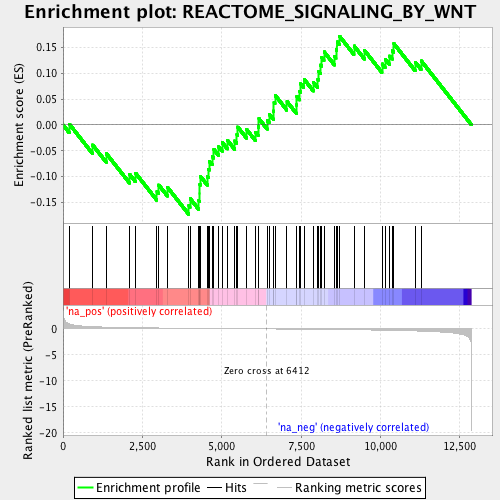 Enrichment plot: REACTOME_SIGNALING_BY_WNT
Enrichment score (ES)
0.15
0.10
0.05
0.00
-0.05
-0.10
-0.15
'na_pos' (positively correlated)
Ranked list metric (PreRanked)
0
-5
-10
-15
-20
Zero cross at 6412
'na_neg' (negatively correlated)
0
2,500
5,000
7,500
10,000
12,500
Rank in Ordered Dataset
Enrichment profile
Hits
Ranking metric scores